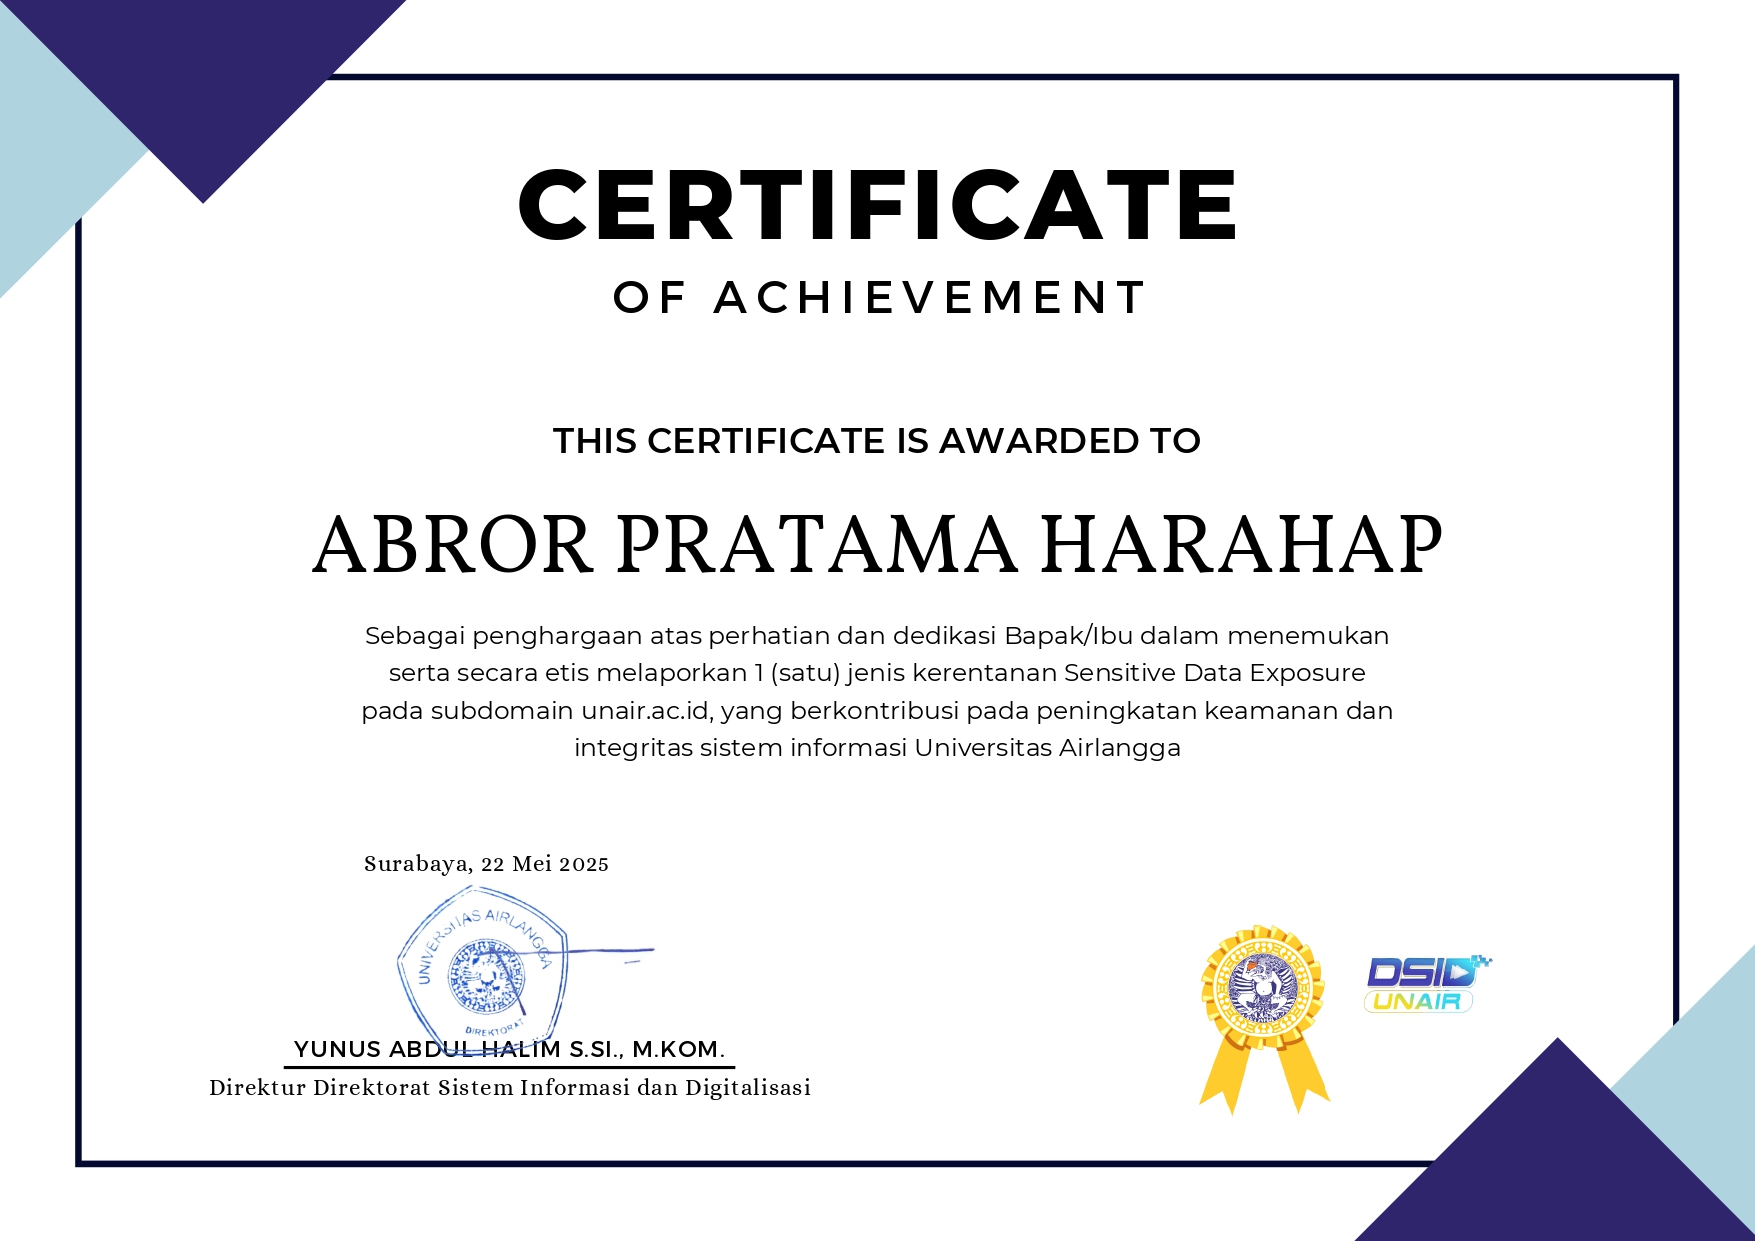 CERTIFICATE
OF ACHIEVEMENT
THIS CERTIFICATE IS AWARDED TO
ABROR PRATAMA HARAHAP
Sebagai penghargaan atas perhatian dan dedikasi Bapak/Ibu dalam menemukan
serta secara etis melaporkan 1 (satu) jenis kerentanan Sensitive Data Exposure
pada subdomain unair.ac.id, yang berkontribusi pada peningkatan keamanan dan
integritas sistem informasi Universitas Airlangga
Surabaya, 22 Mei 2025
UNIVERSITAS AIRLANGGA
DIREKTORAT
YUNUS ABDUL HALIM S.SI., M.KOM.
Direktur Direktorat Sistem Informasi dan Digitalisasi
DSID
UNAIR